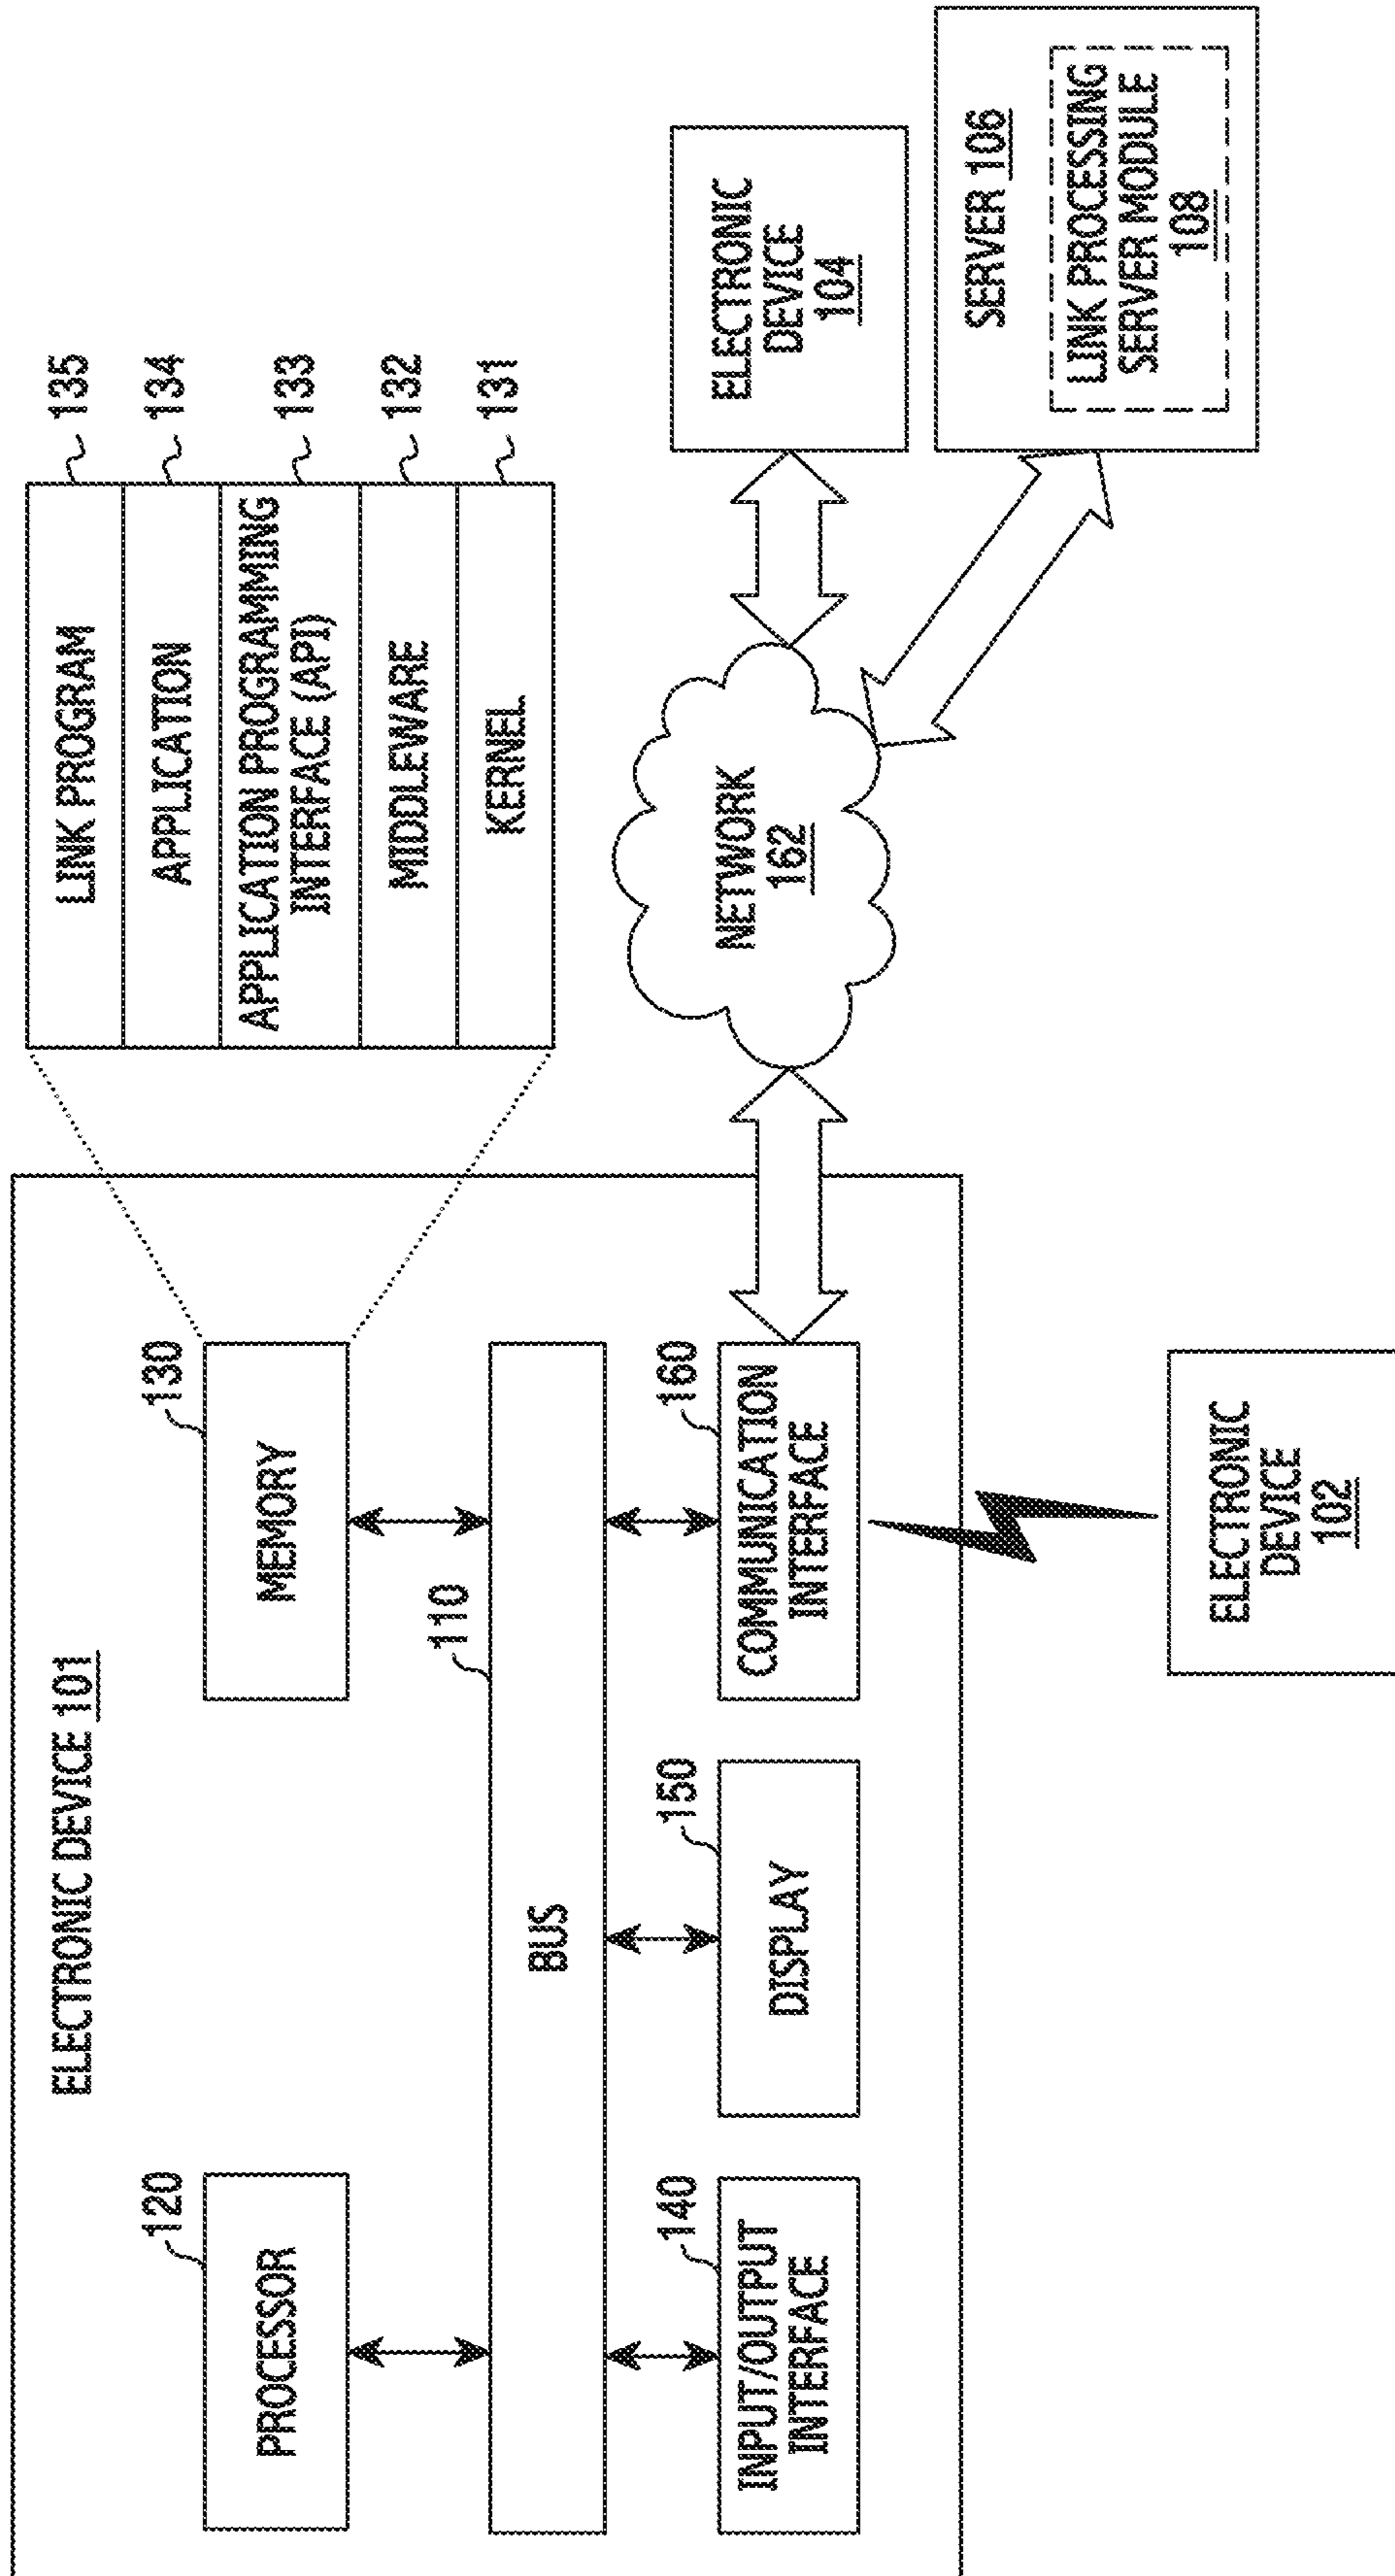 ELECTRONIC DEVICE 101
120
PROCESSOR
130
MEMORY
110
BUS
140
INPUT/OUTPUT
INTERFACE
150
DISPLAY
160
COMMUNICATION
INTERFACE
LINK PROGRAM
135
APPLICATION
134
APPLICATION PROGRAMMING
INTERFACE (API)
133
MIDDLEWARE
132
KERNEL
131
NETWORK
162
ELECTRONIC
DEVICE
104
SERVER 106
LINK PROCESSING
SERVER MODULE
108
ELECTRONIC
DEVICE
102